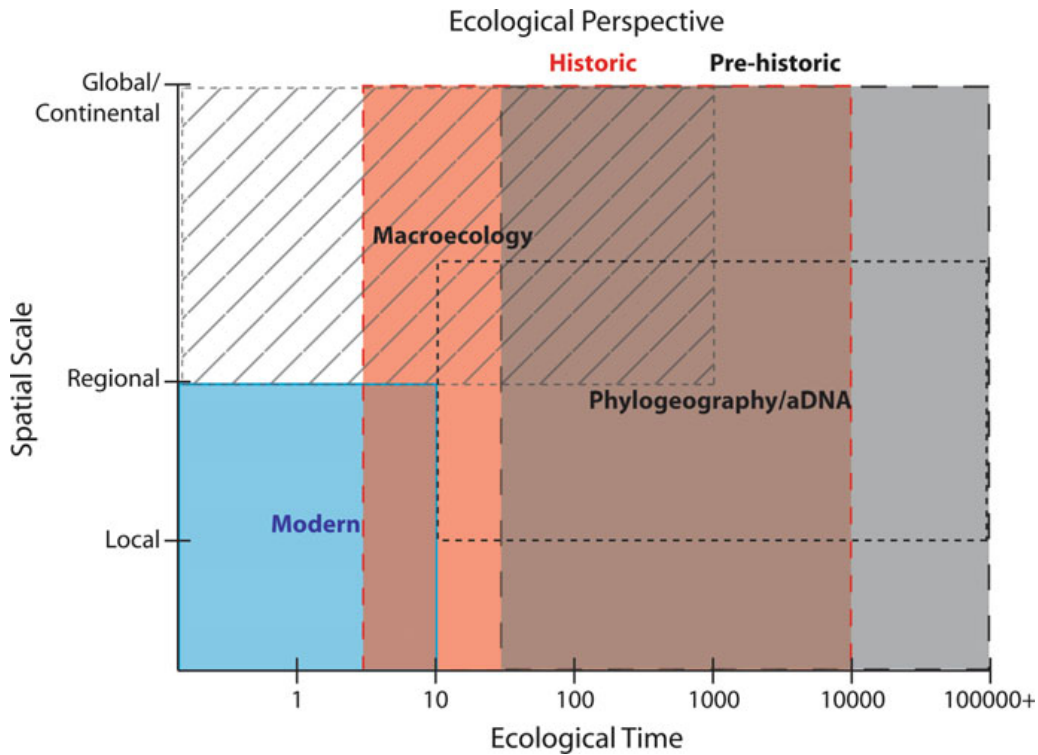 Ecological Perspective
Historic
Pre-historic
Global/
Continental
Macroecology
Spatial Scale
Regional
Phylogeography/aDNA
Modern
Local
1
10
100
1000
10000
100000+
Ecological Time